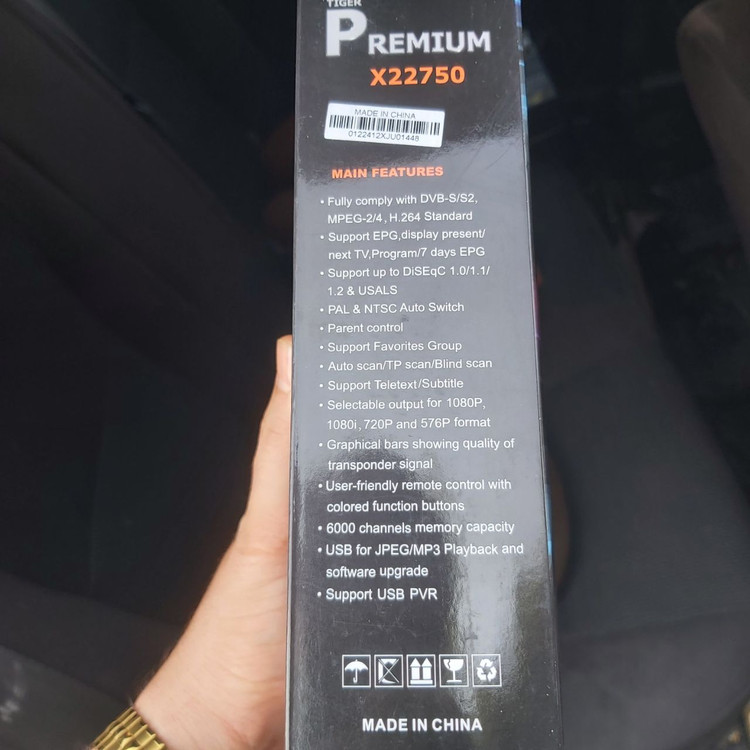 TIGER
PREMIUM
X22750
MADE IN CHINA
0122412XJU01448
MAIN FEATURES
• Fully comply with DVB-S/S2,
MPEG-2/4, H.264 Standard
• Support EPG,display present/
next TV,Program/7 days EPG
• Support up to DiSEqC 1.0/1.1/
1.2 & USALS
• PAL & NTSC Auto Switch
• Parent control
• Support Favorites Group
• Auto scan/TP scan/Blind scan
• Support Teletext/Subtitle
• Selectable output for 1080P,
1080i, 720P and 576P format
• Graphical bars showing quality of
transponder signal
• User-friendly remote control with
colored function buttons
• 6000 channels memory capacity
• USB for JPEG/MP3 Playback and
software upgrade
• Support USB PVR
MADE IN CHINA